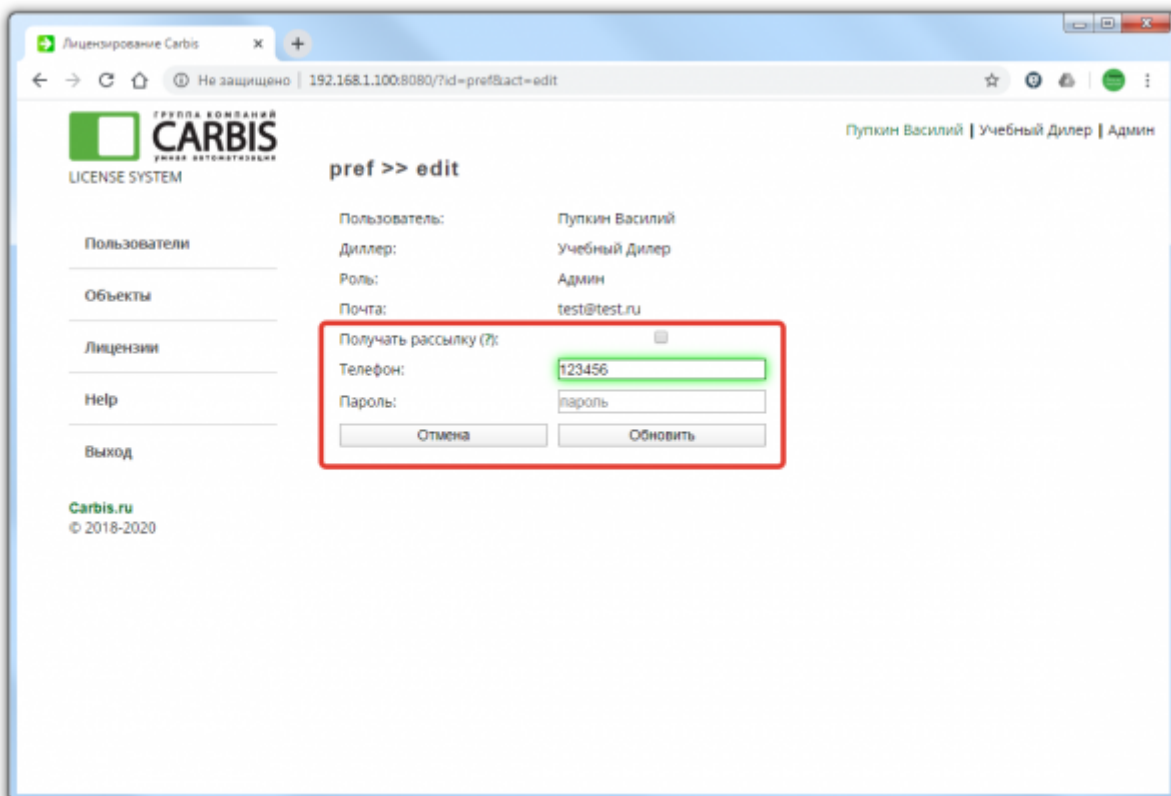 Лицензирование Carbis
Не защищено | 192.168.1.100:8080/?id=pref&act=edit
ГРУППА КОМПАНИЙ
CARBIS
умная автоматизация
LICENSE SYSTEM
Пупкин Василий | Учебный Дилер | Админ
pref >> edit
Пользователь: Пупкин Василий
Диллер: Учебный Дилер
Роль: Админ
Почта: test@test.ru
Получать рассылку (?):
Телефон: 123456
Пароль: пароль
Отмена Обновить
Пользователи
Объекты
Лицензии
Help
Выход
Carbis.ru
© 2018-2020